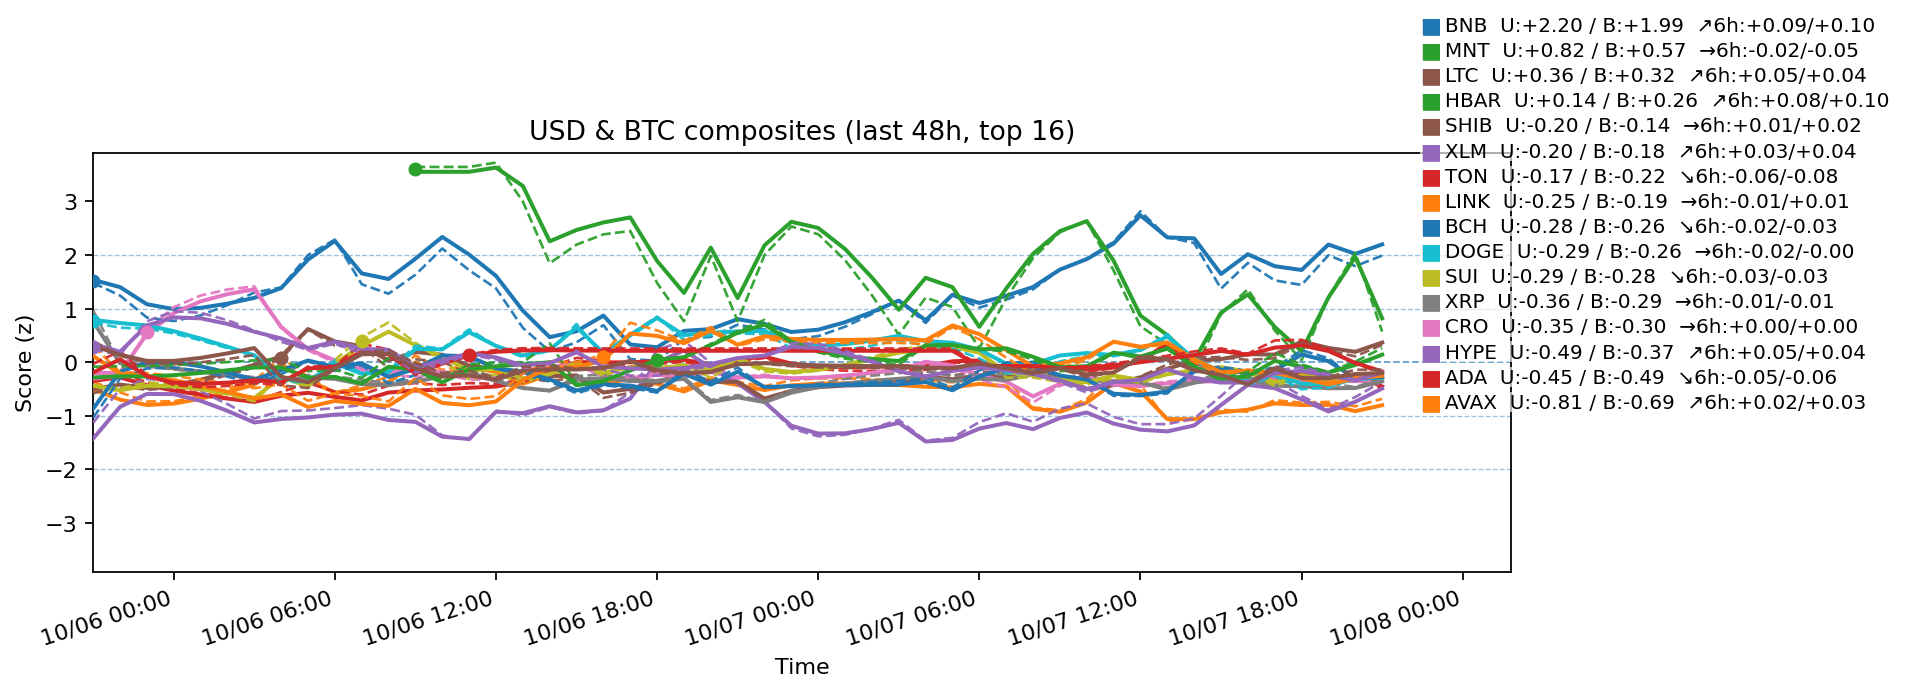 BNB  U:+2.20 / B:+1.99  ↗6h:+0.09/+0.10
MNT  U:+0.82 / B:+0.57  →6h:-0.02/-0.05
LTC  U:+0.36 / B:+0.32  ↗6h:+0.05/+0.04
HBAR  U:+0.14 / B:+0.26  ↗6h:+0.08/+0.10
SHIB  U:-0.20 / B:-0.14  →6h:+0.01/+0.02
XLM  U:-0.20 / B:-0.18  ↗6h:+0.03/+0.04
TON  U:-0.17 / B:-0.22  ↘6h:-0.06/-0.08
LINK  U:-0.25 / B:-0.19  →6h:-0.01/+0.01
BCH  U:-0.28 / B:-0.26  ↘6h:-0.02/-0.03
DOGE  U:-0.29 / B:-0.26  →6h:-0.02/-0.00
SUI  U:-0.29 / B:-0.28  ↘6h:-0.03/-0.03
XRP  U:-0.36 / B:-0.29  →6h:-0.01/-0.01
CRO  U:-0.35 / B:-0.30  →6h:+0.00/+0.00
HYPE  U:-0.49 / B:-0.37  ↗6h:+0.05/+0.04
ADA  U:-0.45 / B:-0.49  ↘6h:-0.05/-0.06
AVAX  U:-0.81 / B:-0.69  ↗6h:+0.02/+0.03
USD & BTC composites (last 48h, top 16)
Score (z)
3
2
1
0
−1
−2
−3
10/06 00:00
10/06 06:00
10/06 12:00
10/06 18:00
10/07 00:00
10/07 06:00
10/07 12:00
10/07 18:00
10/08 00:00
Time